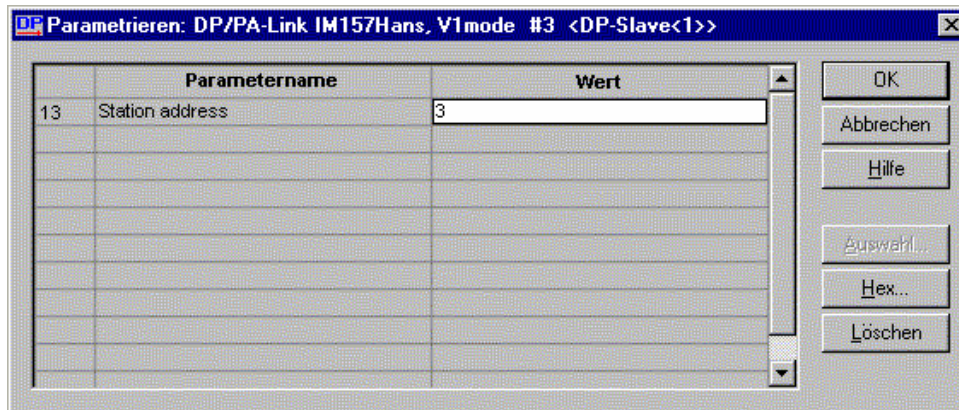 DP Parametrieren: DP/PA-Link IM157Hans, V1mode #3 <DP-Slave<1>>
Parametername Wert
13 Station address 3
OK
Abbrechen
Hilfe
Auswahl...
Hex...
Löschen